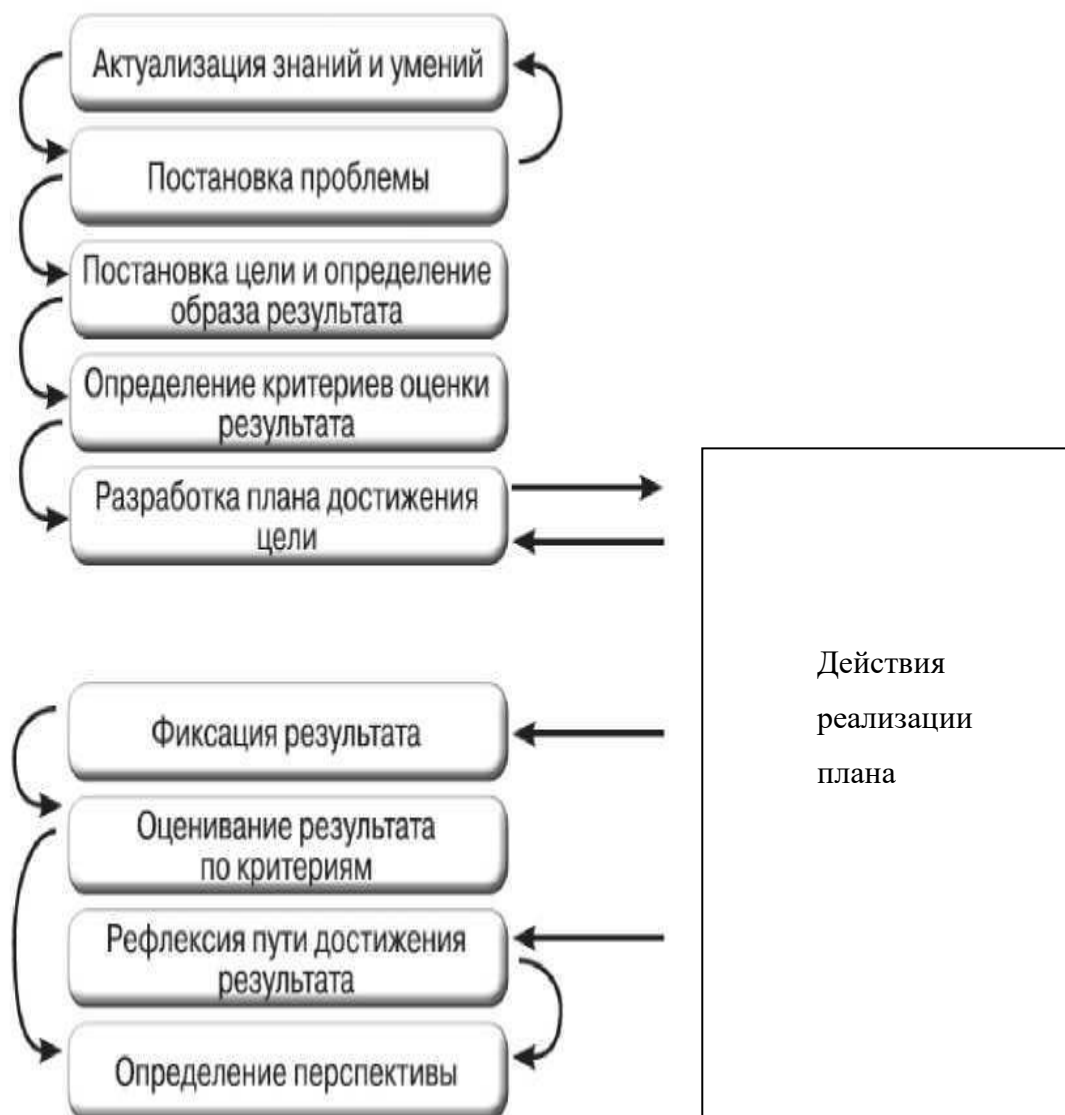 Актуализация знаний и умений
Постановка проблемы
Постановка цели и определение
образа результата
Определение критериев оценки
результата
Разработка плана достижения
цели
Действия
реализации
плана
Фиксация результата
Оценивание результата
по критериям
Рефлексия пути достижения
результата
Определение перспективы